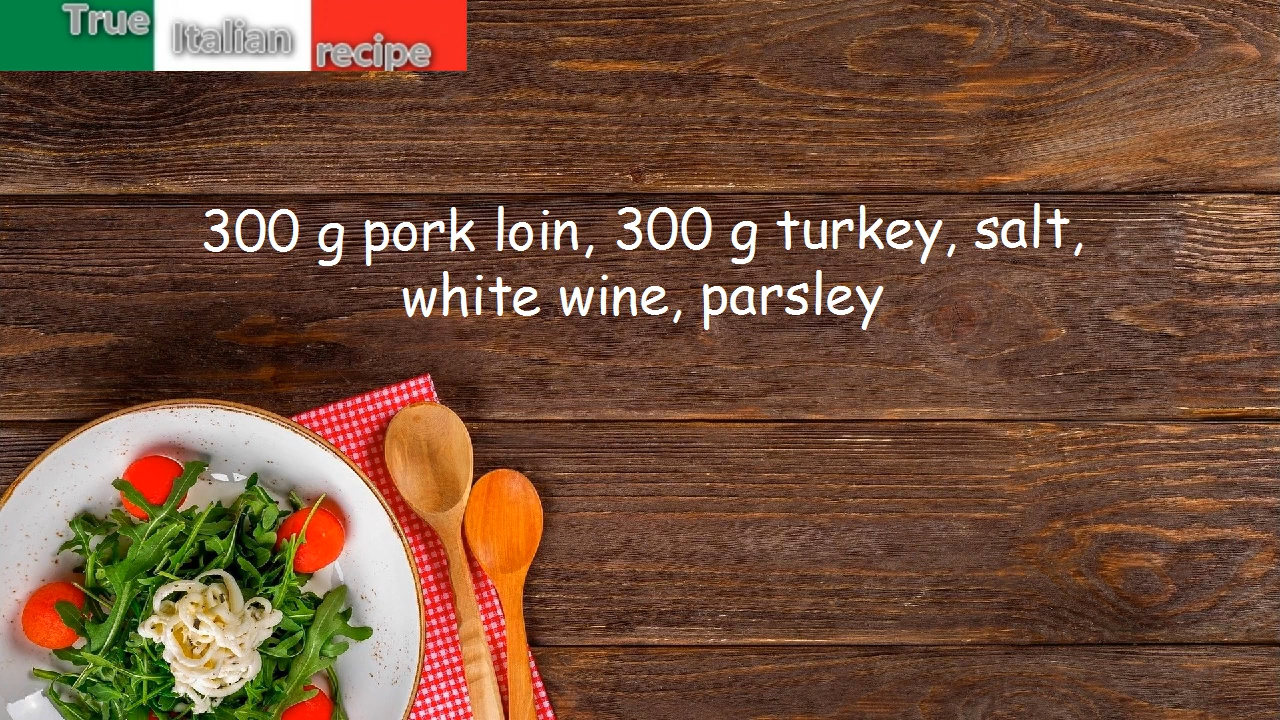 True Italian recipe
300 g pork loin, 300 g turkey, salt,
white wine, parsley